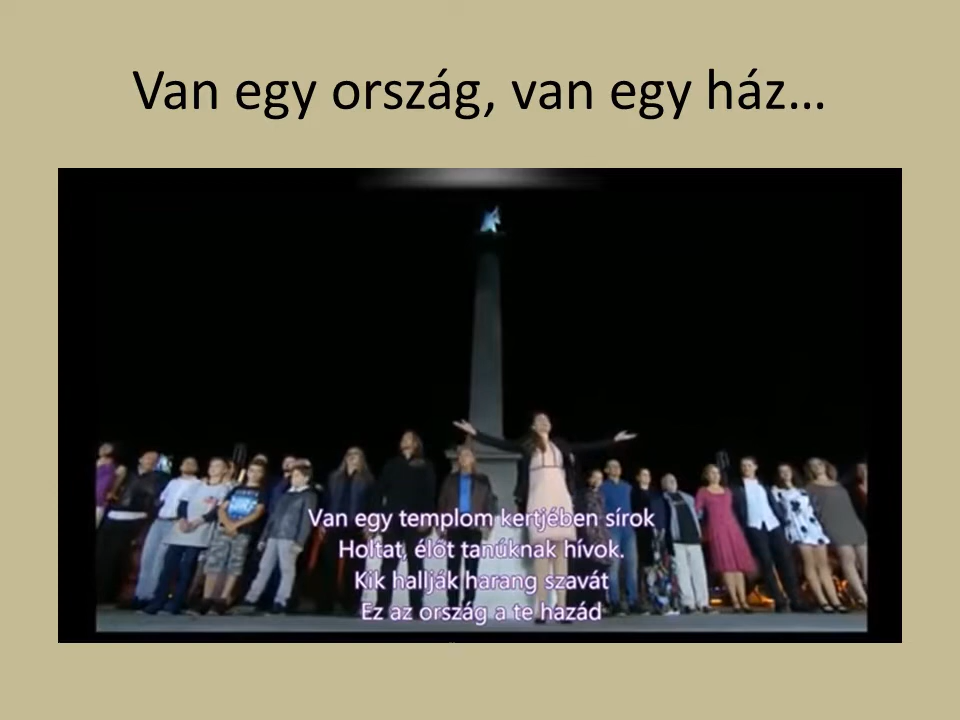 Van egy ország, van egy ház...
Van egy templom kertjében sírok
Holtat, élőt tanúknak hívok.
Kik hallják harang szavát
Ez az ország a te hazád